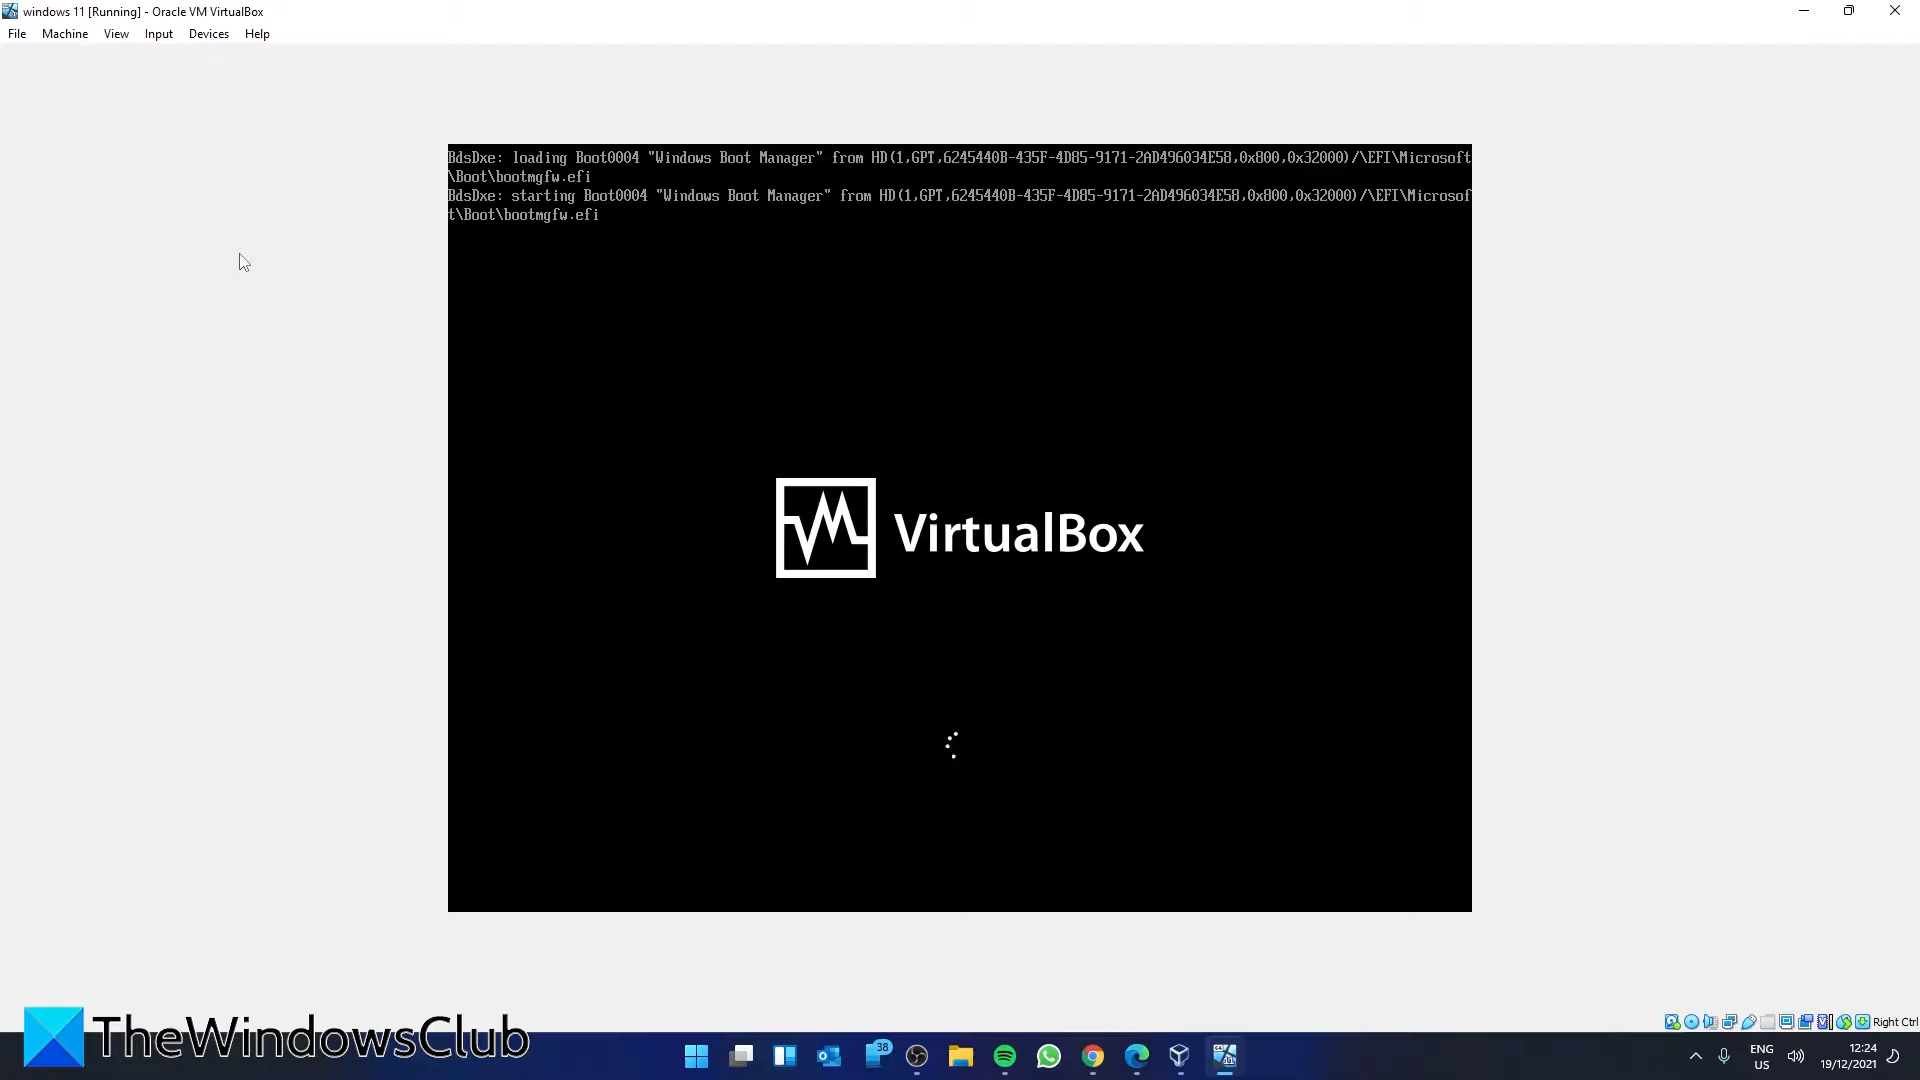 windows 11 [Running] - Oracle VM VirtualBox
File Machine View Input Devices Help
BdsDxe: loading Boot0004 "Windows Boot Manager" from HD(1,GPT,6245440B-435F-4D85-9171-2AD496034E58,0x800,0x32000)/\EFI\Microsoft
\Boot\bootmgfw.efi
BdsDxe: starting Boot0004 "Windows Boot Manager" from HD(1,GPT,6245440B-435F-4D85-9171-2AD496034E58,0x800,0x32000)/\EFI\Microsof
t\Boot\bootmgfw.efi
VirtualBox
Right Ctrl
TheWindowsClub
38
ENG
US
12:24
19/12/2021